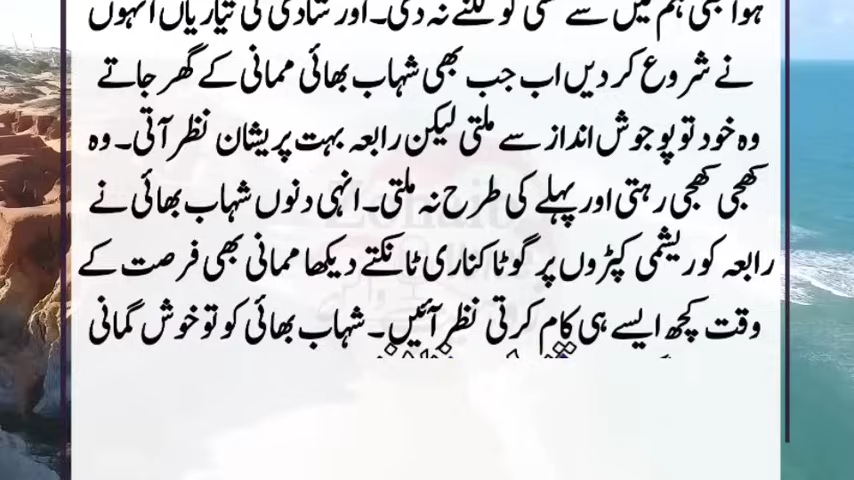 ہوا بھی ہم میں سے کسی کو لگنے نہ دی۔ اور شادی کی تیاریاں انہوں
نے شروع کر دیں اب جب بھی شہاب بھائی ممانی کے گھر جاتے
وہ خود تو پوجوش انداز سے ملتی لیکن رابعہ بہت پریشان نظر آتی۔ وہ
کھجی کھجی رہتی اور پہلے کی طرح نہ ملتی۔ انہی دنوں شہاب بھائی نے
رابعہ کو ریشمی کپڑوں پر گوٹا کناری ٹانکتے دیکھا ممانی بھی فرصت کے
وقت کچھ ایسے ہی کام کرتی نظر آئیں۔ شہاب بھائی کو تو خوش گمانی